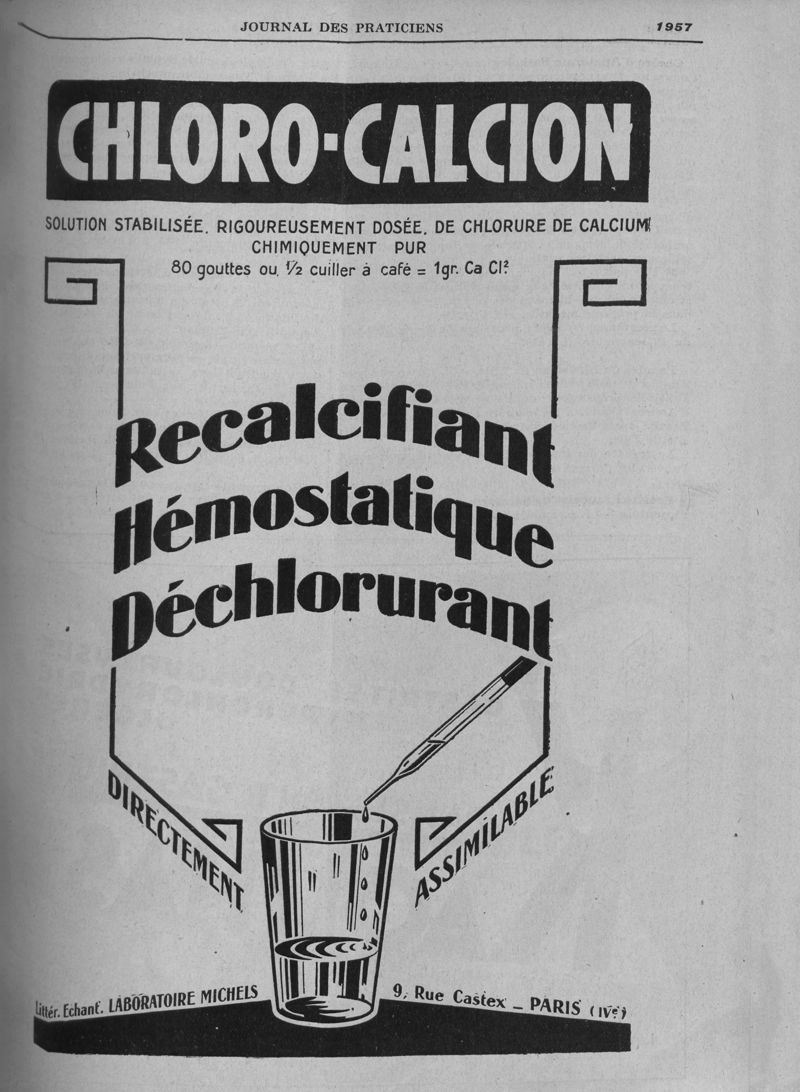 JOURNAL DES PRATICIENS 1957
CHLORO-CALCION
SOLUTION STABILISÉE. RIGOUREUSEMENT DOSÉE. DE CHLORURE DE CALCIUM
CHIMIQUEMENT PUR
80 gouttes ou. 1/2 cuiller à café = 1gr. Ca Cl².
Recalcifiant
Hémostatique
Déchlorurant
DIRECTEMENT
ASSIMILABLE
Littér. Echant. LABORATOIRE MICHELS
9, Rue Castex _ PARIS (IVe)